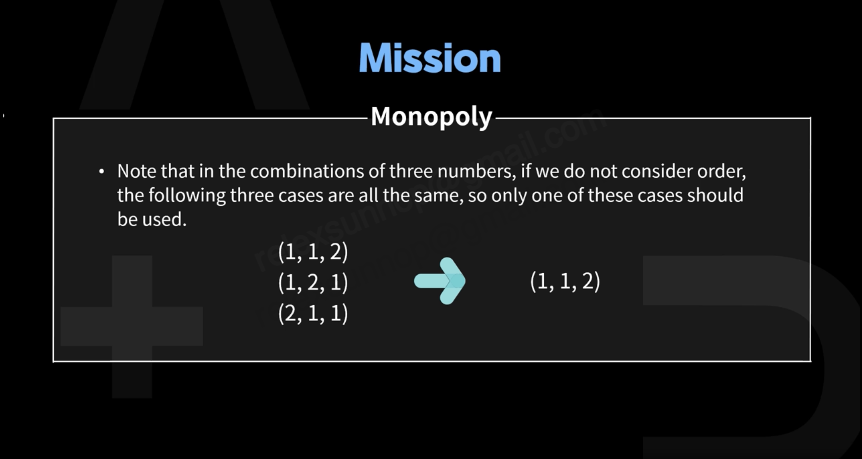 Mission
Monopoly
• Note that in the combinations of three numbers, if we do not consider order,
the following three cases are all the same, so only one of these cases should
be used.
(1, 1, 2)
(1, 2, 1)
(2, 1, 1)
(1, 1, 2)